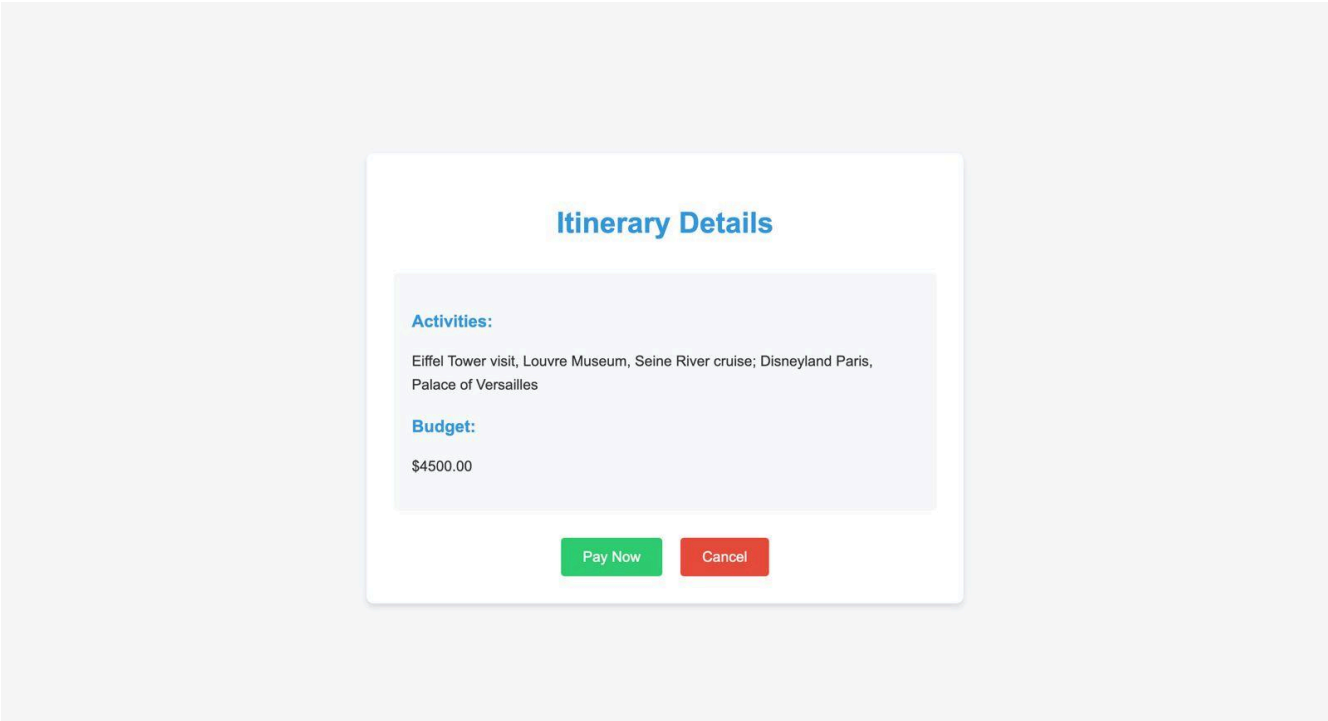 Itinerary Details
Activities:
Eiffel Tower visit, Louvre Museum, Seine River cruise; Disneyland Paris,
Palace of Versailles
Budget:
$4500.00
Pay Now Cancel